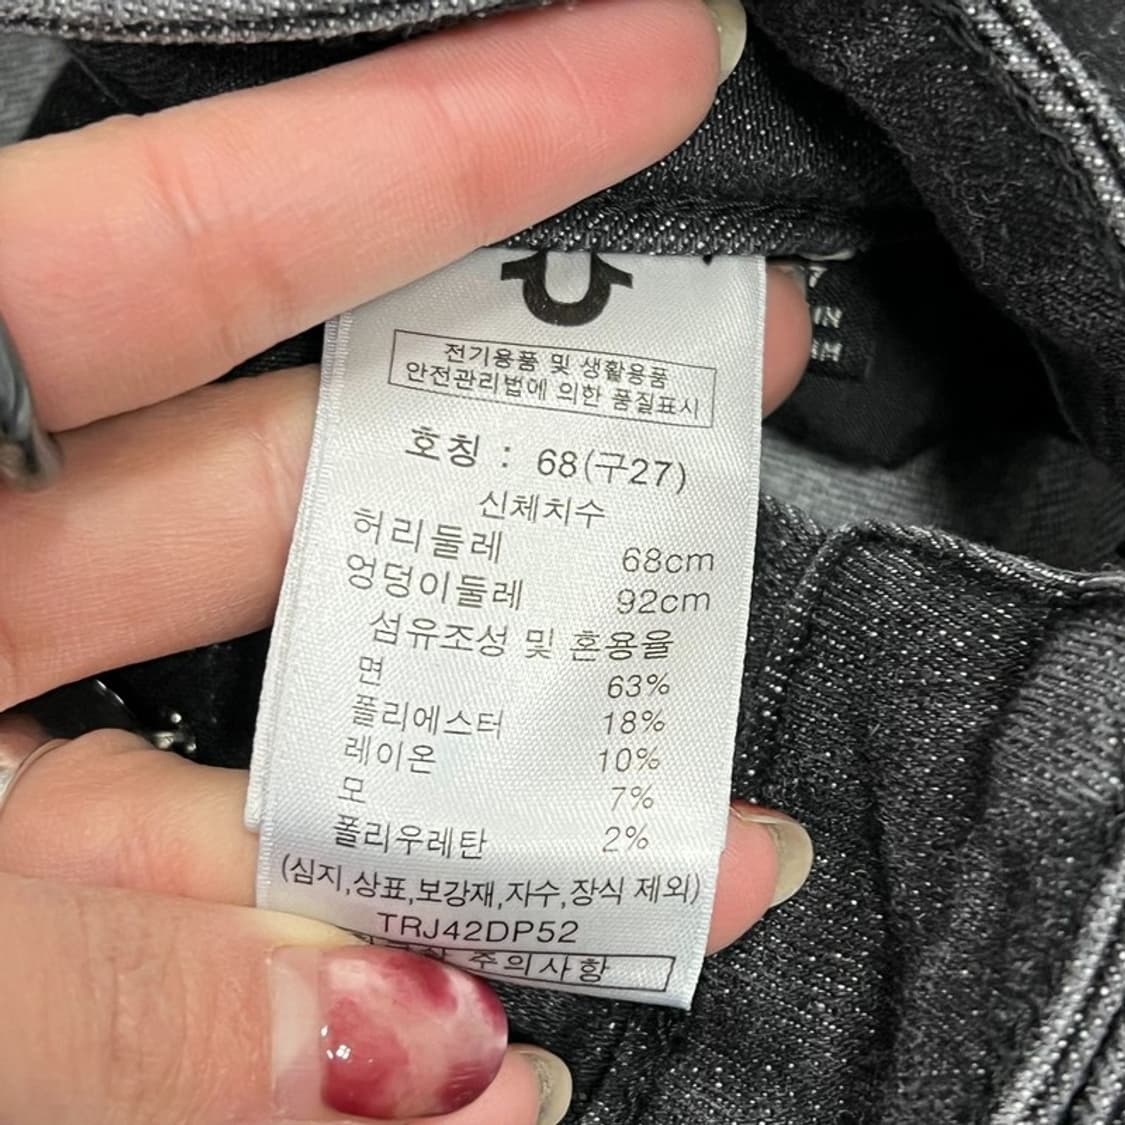 전기용품 및 생활용품
안전관리법에 의한 품질표시
호칭 : 68(구27)
신체치수
허리둘레 68cm
엉덩이둘레 92cm
섬유조성 및 혼용율
면 63%
폴리에스터 18%
레이온 10%
모 7%
폴리우레탄 2%
(심지,상표,보강재,자수,장식 제외)
TRJ42DP52
주의사항